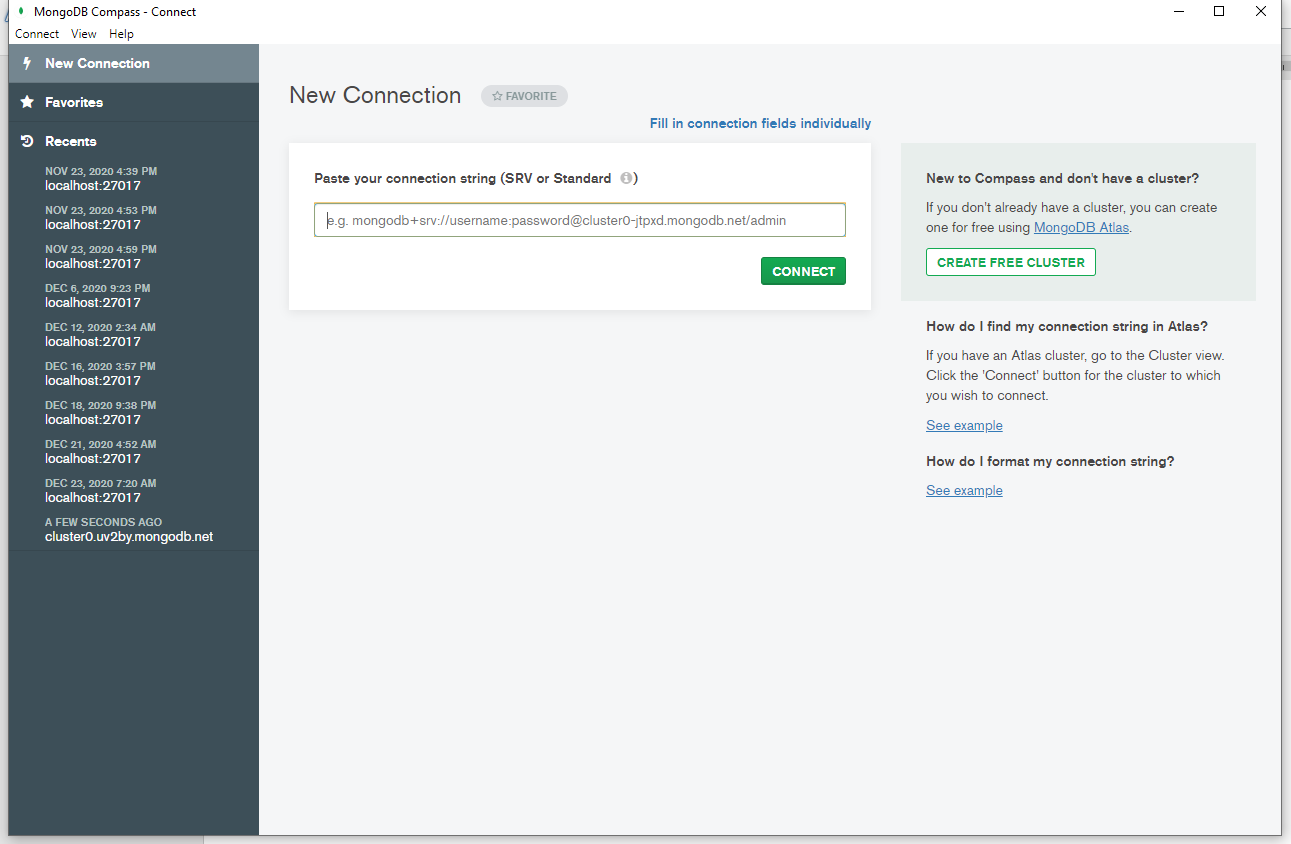 MongoDB Compass - Connect
Connect View Help
New Connection
Favorites
Recents
NOV 23, 2020 4:39 PM
localhost:27017
NOV 23, 2020 4:53 PM
localhost:27017
NOV 23, 2020 4:59 PM
localhost:27017
DEC 6, 2020 9:23 PM
localhost:27017
DEC 12, 2020 2:34 AM
localhost:27017
DEC 16, 2020 3:57 PM
localhost:27017
DEC 18, 2020 9:38 PM
localhost:27017
DEC 21, 2020 4:52 AM
localhost:27017
DEC 23, 2020 7:20 AM
localhost:27017
A FEW SECONDS AGO
cluster0.uv2by.mongodb.net
New Connection
FAVORITE
Fill in connection fields individually
Paste your connection string (SRV or Standard )
e.g. mongodb+srv://username:password@cluster0-jtpxd.mongodb.net/admin
CONNECT
New to Compass and don't have a cluster?
If you don't already have a cluster, you can create
one for free using MongoDB Atlas.
CREATE FREE CLUSTER
How do I find my connection string in Atlas?
If you have an Atlas cluster, go to the Cluster view.
Click the 'Connect' button for the cluster to which
you wish to connect.
See example
How do I format my connection string?
See example